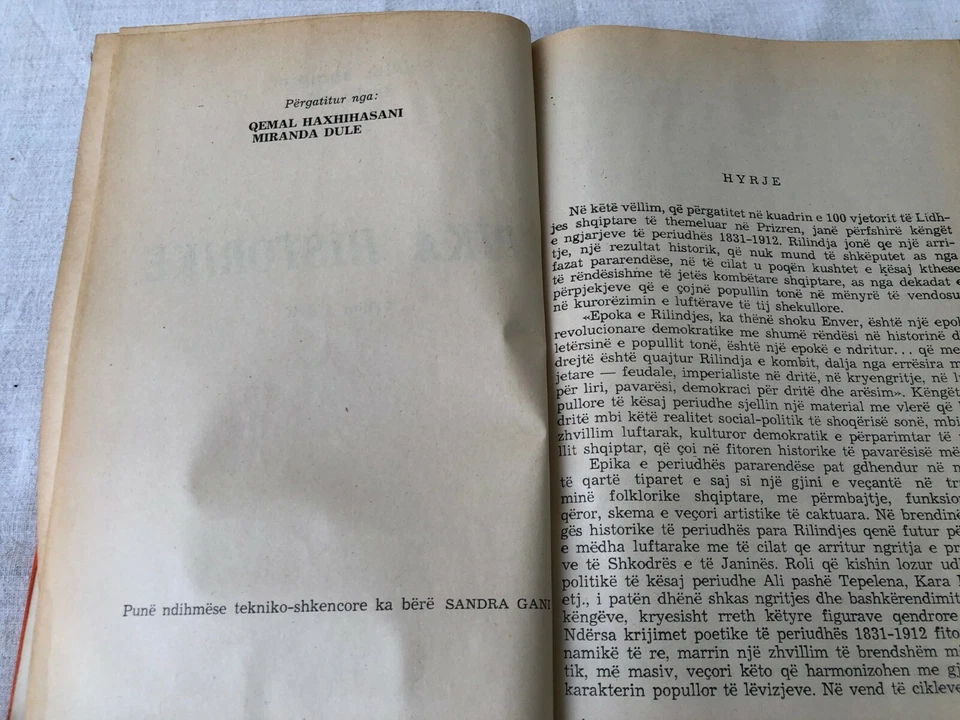 Përgatitur nga:
QEMAL HAXHIHASANI
MIRANDA DULE
Punë ndihmëse tekniko-shkencore ka bërë SANDRA GANI
HYRJE
Në këtë vëllim, që përgatitet në kuadrin e 100 vjetorit të Lidh-
jes shqiptare të themeluar në Prizren, janë përfshirë këngët
e ngjarjeve të periudhës 1831-1912. Rilindja jonë qe një arri-
tje, një rezultat historik, që nuk mund të shkëputet as nga
fazat pararendëse, në të cilat u poqën kushtet e kësaj kthese
të rëndësishme të jetës kombëtare shqiptare, as nga dekadat e
përpjekjeve që e çojnë popullin tonë në mënyrë të vendosu
në kurorëzimin e luftërave të tij shekullore.
«Epoka e Rilindjes, ka thënë shoku Enver, është një epok
revolucionare demokratike me shumë rëndësi në historinë d
letërsinë e popullit tonë, është një epokë e ndritur... që me
drejtë është quajtur Rilindja e kombit, dalja nga errësira m
jetare — feudale, imperialiste në dritë, në kryengritje, në l
për liri, pavarësi, demokraci për dritë dhe arësim». Kënget
pullore të kësaj periudhe sjellin një material me vlerë që
dritë mbi këtë realitet social-politik të shoqërisë sonë, mbi
zhvillim luftarak, kulturor demokratik e përparimtar të
llit shqiptar, që çoi në fitoren historike të pavarësisë më
Epika e periudhës pararendëse pat gdhendur në m
të qartë tiparet e saj si një gjini e veçantë në tr
minë folklorike shqiptare, me përmbajtje, funksio
qëror, skema e veçori artistike të caktuara. Në brendinë
gës historike të periudhës para Rilindjes qenë futur pë
e mëdha luftarake me të cilat qe arritur ngritja e pr
ve të Shkodrës e të Janinës. Roli që kishin lozur ud
politikë të kësaj periudhe Ali pashë Tepelena, Kara
etj., i patën dhënë shkas ngritjes dhe bashkërendimit
këngëve, kryesisht rreth këtyre figurave qendrore
Ndërsa krijimet poetike të periudhës 1831-1912 fito
namikë të re, marrin një zhvillim të brendshëm m
tik, më masiv, veçori këto që harmonizohen me gj
karakterin popullor të lëvizjeve. Në vend të cikleve